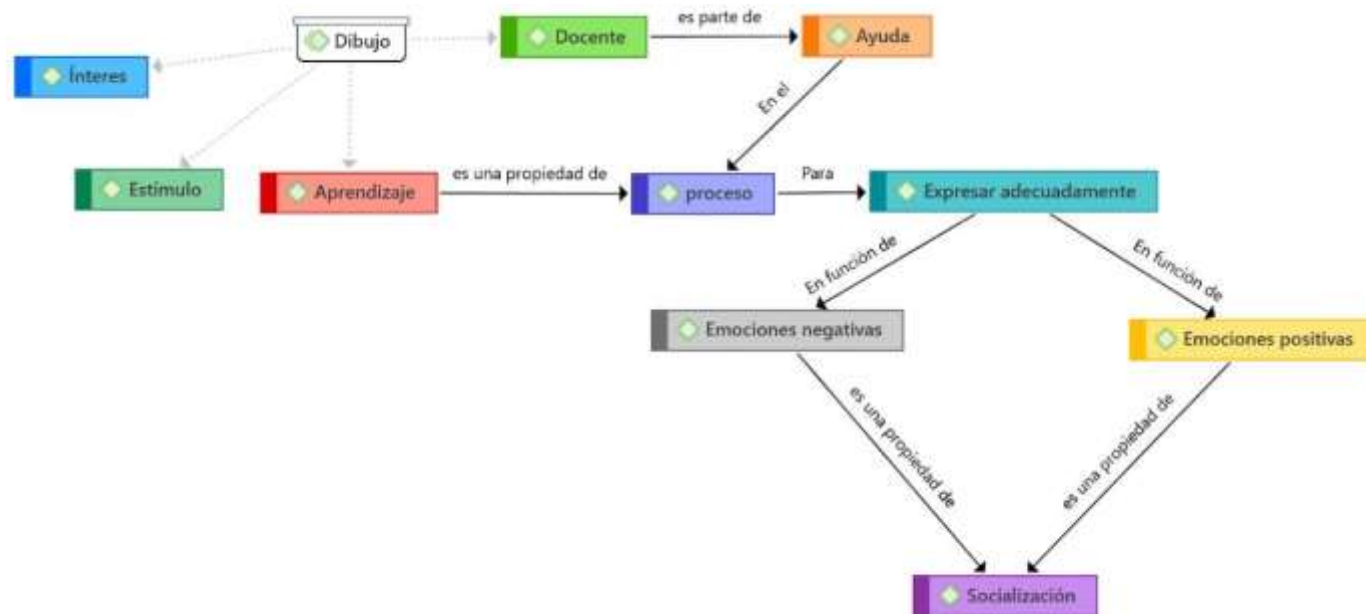 es parte de
Dibujo
Docente
Ayuda
Ínteres
En el
es una propiedad de
Para
Estímulo
Aprendizaje
proceso
Expresar adecuadamente
En función de
En función de
Emociones negativas
Emociones positivas
es una propiedad de
es una propiedad de
Socialización